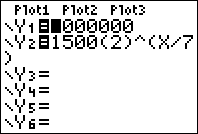 Plot1 Plot2 Plot3
\Y₁=000000
\Y₂=1500(2)^(X/7
)
\Y₃=
\Y₄=
\Y₅=
\Y₆=